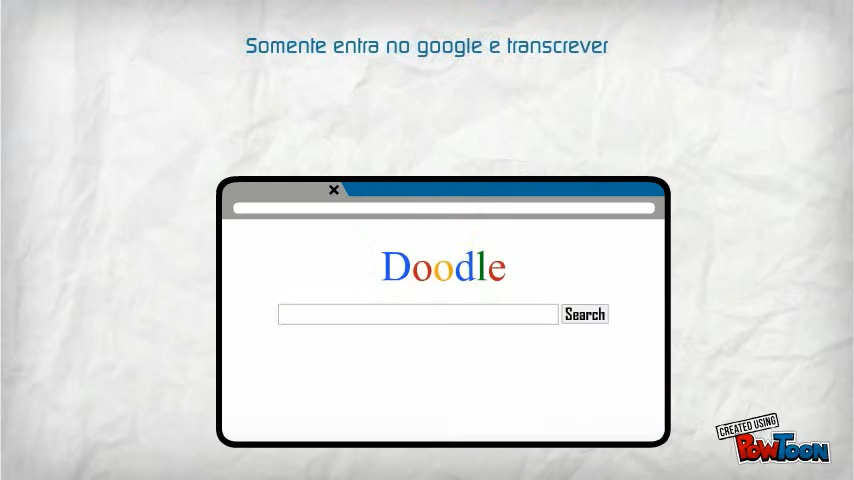 Somente entra no google e transcrever
Doodle
Search
CREATED USING
PowToon